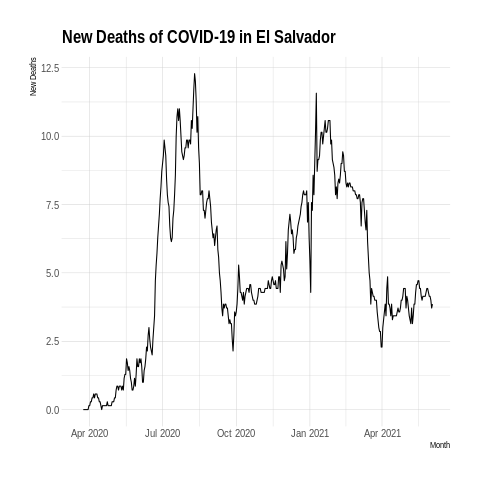 New Deaths of COVID-19 in El Salvador
New Deaths
12.5
10.0
7.5
5.0
2.5
0.0
Apr 2020
Jul 2020
Oct 2020
Jan 2021
Apr 2021
Month